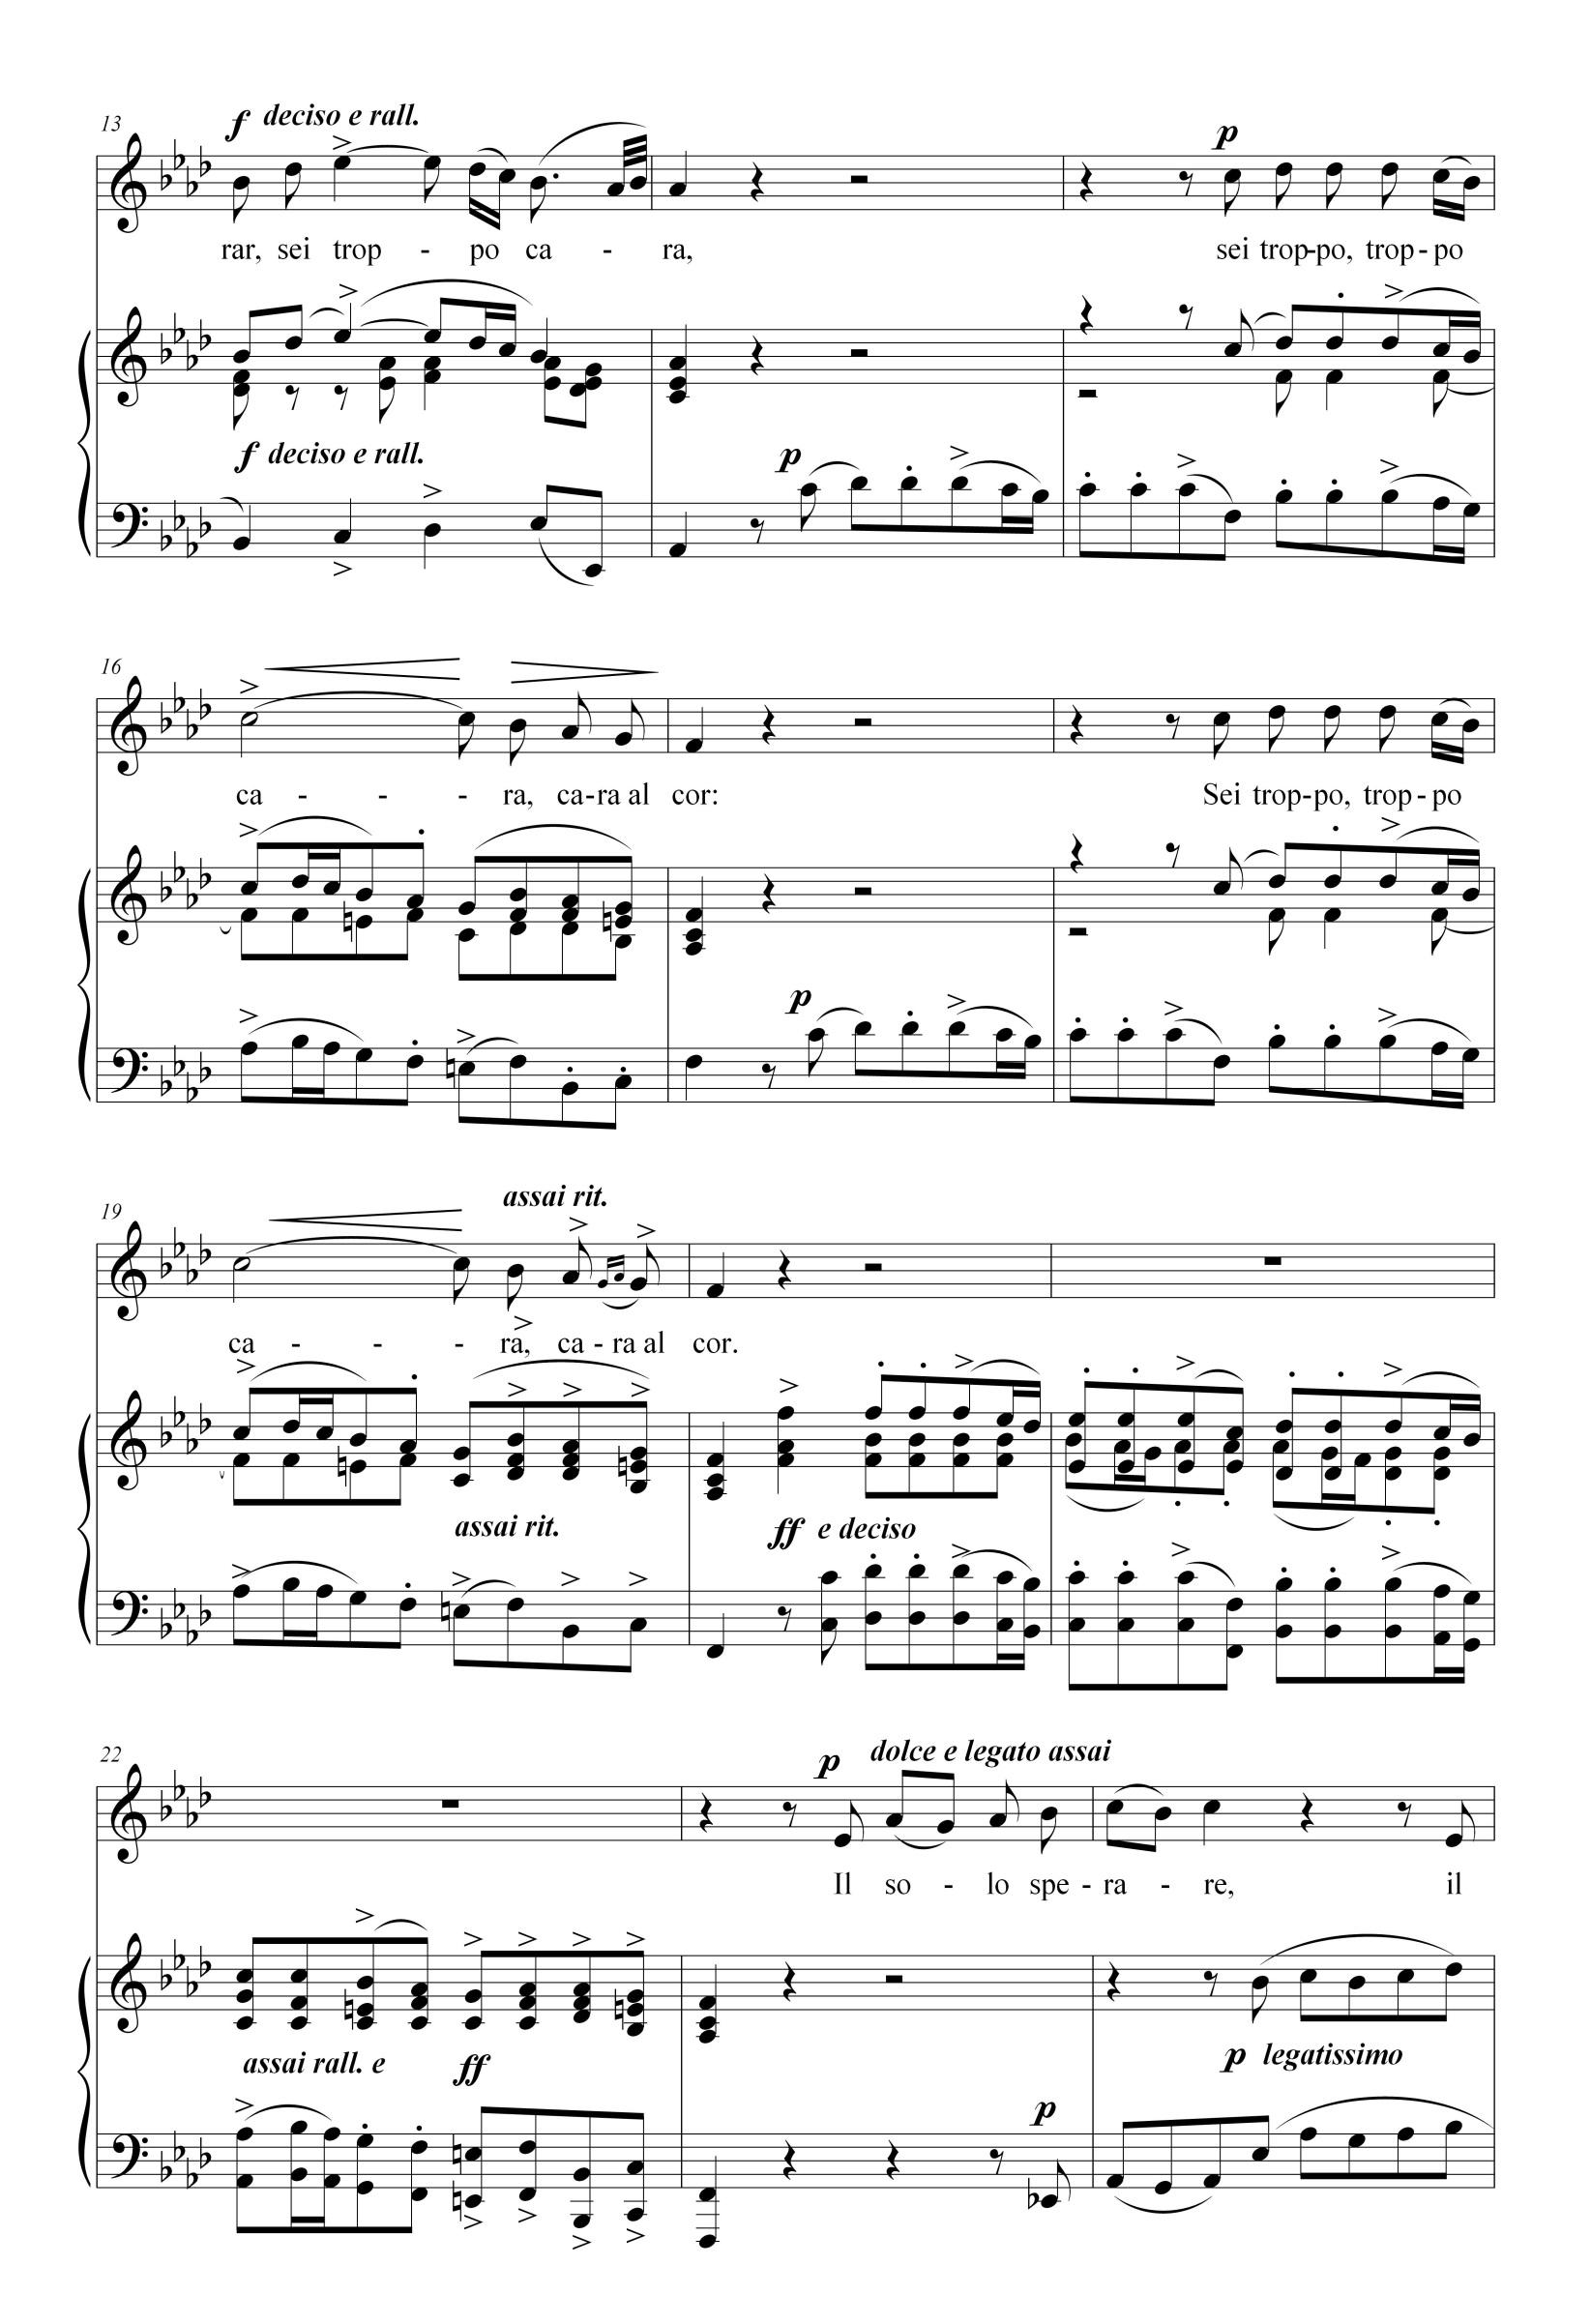 13
f deciso e rall.
rar, sei trop - po ca - ra, sei trop-po, trop - po
f deciso e rall.
p
p
16
ca - - - ra, ca-ra al cor: Sei trop-po, trop - po
p
19
assai rit.
ca - - - ra, ca - ra al cor.
assai rit.
ff e deciso
22
p dolce e legato assai
Il so - lo spe - ra - re, il
assai rall. e ff
p legatissimo
p